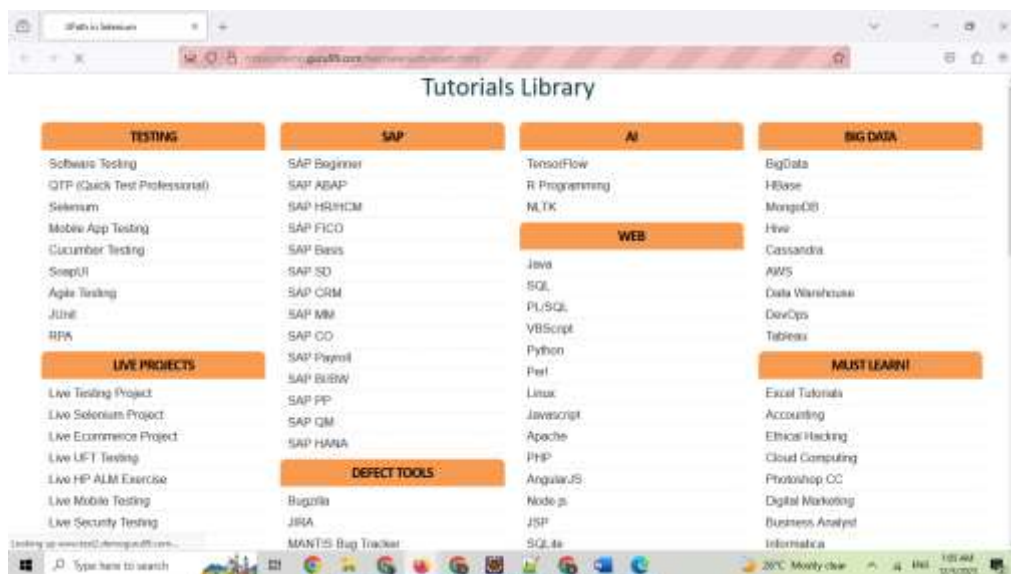 XPath in Selenium
Tutorials Library
TESTING
Software Testing
QTP (Quick Test Professional)
Selenium
Mobile App Testing
Cucumber Testing
SoapUI
Agile Testing
JUnit
RPA
LIVE PROJECTS
Live Testing Project
Live Selenium Project
Live Ecommerce Project
Live UFT Testing
Live HP ALM Exercise
Live Mobile Testing
Live Security Testing
SAP
SAP Beginner
SAP ABAP
SAP HR/HCM
SAP FICO
SAP Basis
SAP SD
SAP CRM
SAP MM
SAP CO
SAP Payroll
SAP BI/BW
SAP PP
SAP QM
SAP HANA
DEFECT TOOLS
Bugzilla
JIRA
MANTIS Bug Tracker
AI
TensorFlow
R Programming
NLTK
WEB
Java
SQL
PL/SQL
VBScript
Python
Perl
Linux
Javascript
Apache
PHP
AngularJS
Node js
JSP
SQLite
BIG DATA
BigData
HBase
MongoDB
Hive
Cassandra
AWS
Data Warehouse
DevOps
Tableau
MUST LEARN!
Excel Tutorials
Accounting
Ethical Hacking
Cloud Computing
Photoshop CC
Digital Marketing
Business Analyst
Informatica
Type here to search
Mostly clear
ENG
1:05 AM